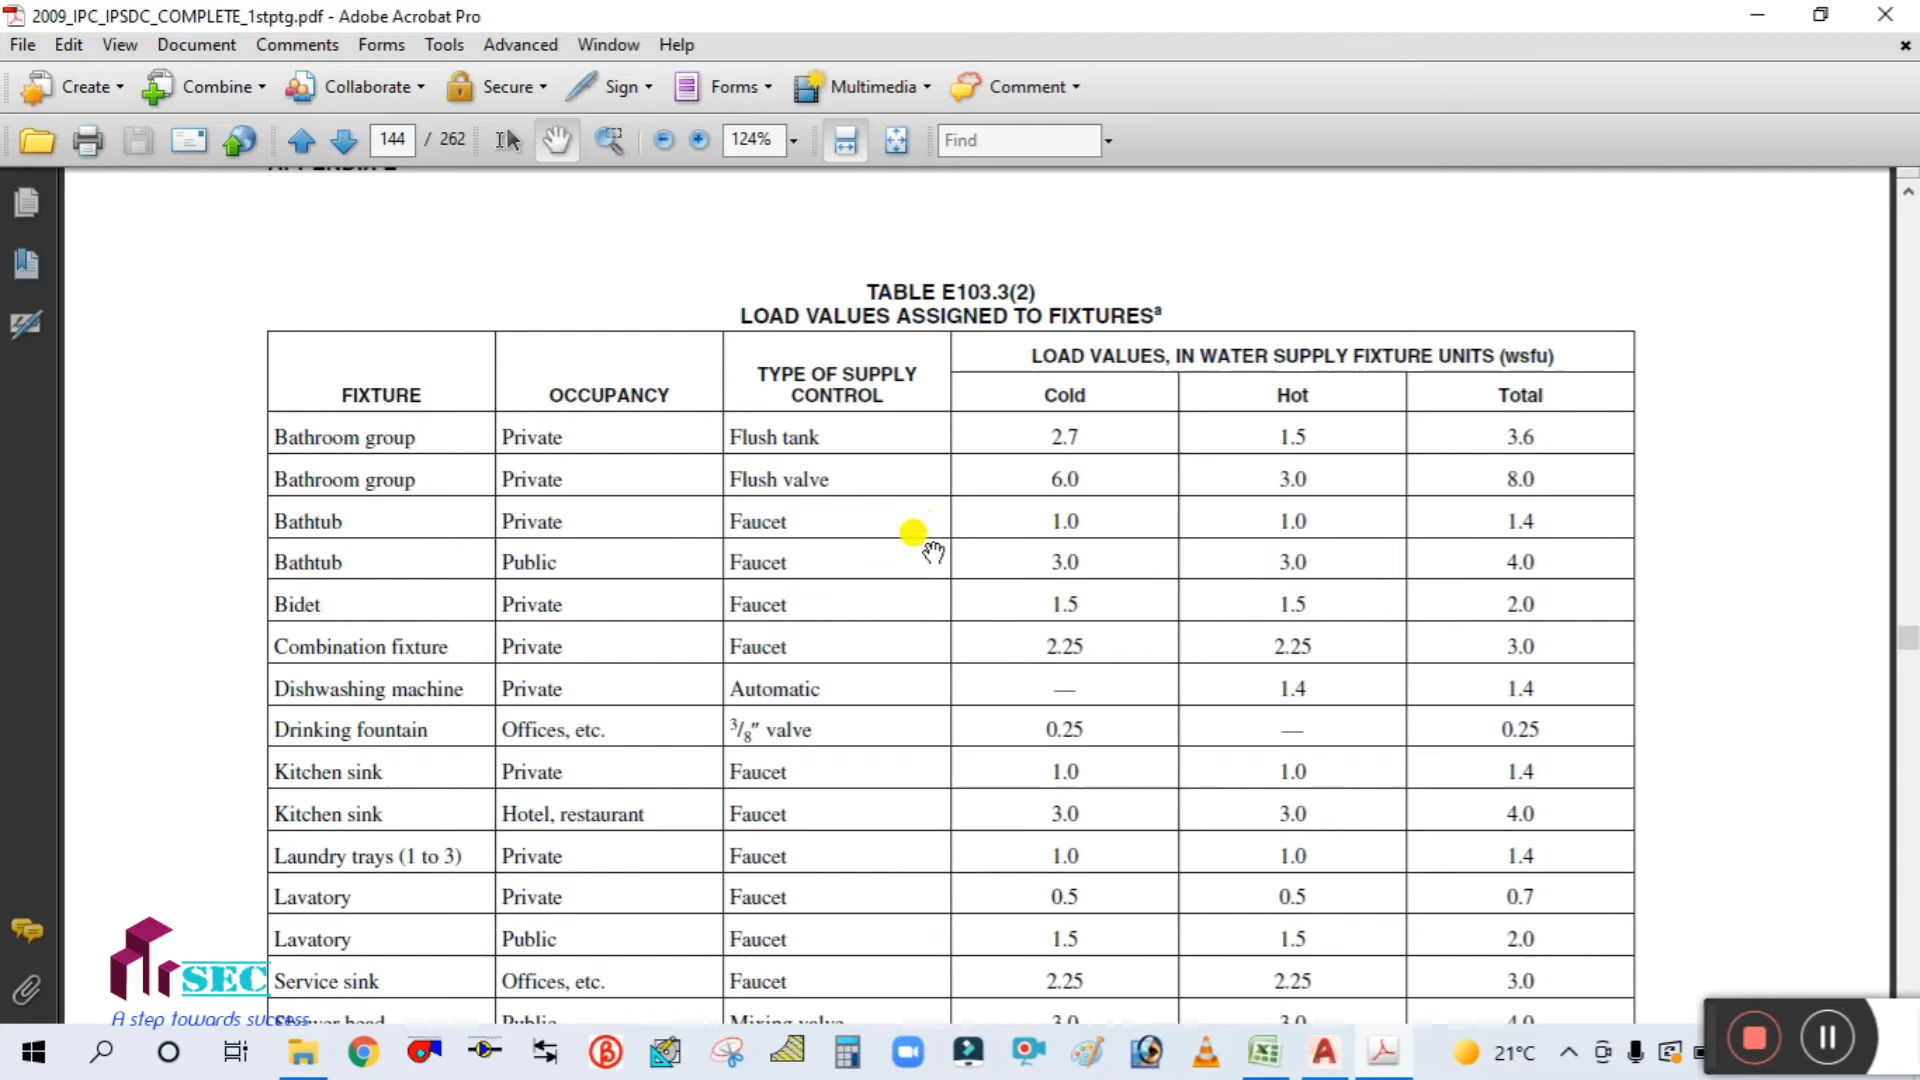 2009_IPC_IPSDC_COMPLETE_1stptg.pdf - Adobe Acrobat Pro
File Edit View Document Comments Forms Tools Advanced Window Help
Create Combine Collaborate Secure Sign Forms Multimedia Comment
144 / 262 124% Find
APPENDIX E
TABLE E103.3(2)
LOAD VALUES ASSIGNED TO FIXTURESa
FIXTURE OCCUPANCY TYPE OF SUPPLY CONTROL LOAD VALUES, IN WATER SUPPLY FIXTURE UNITS (wsfu)
Cold Hot Total
Bathroom group Private Flush tank 2.7 1.5 3.6
Bathroom group Private Flush valve 6.0 3.0 8.0
Bathtub Private Faucet 1.0 1.0 1.4
Bathtub Public Faucet 3.0 3.0 4.0
Bidet Private Faucet 1.5 1.5 2.0
Combination fixture Private Faucet 2.25 2.25 3.0
Dishwashing machine Private Automatic — 1.4 1.4
Drinking fountain Offices, etc. 3/8″ valve 0.25 — 0.25
Kitchen sink Private Faucet 1.0 1.0 1.4
Kitchen sink Hotel, restaurant Faucet 3.0 3.0 4.0
Laundry trays (1 to 3) Private Faucet 1.0 1.0 1.4
Lavatory Private Faucet 0.5 0.5 0.7
Lavatory Public Faucet 1.5 1.5 2.0
Service sink Offices, etc. Faucet 2.25 2.25 3.0
Shower head Public Mixing valve 3.0 3.0 4.0
SEC
A step towards success
21°C